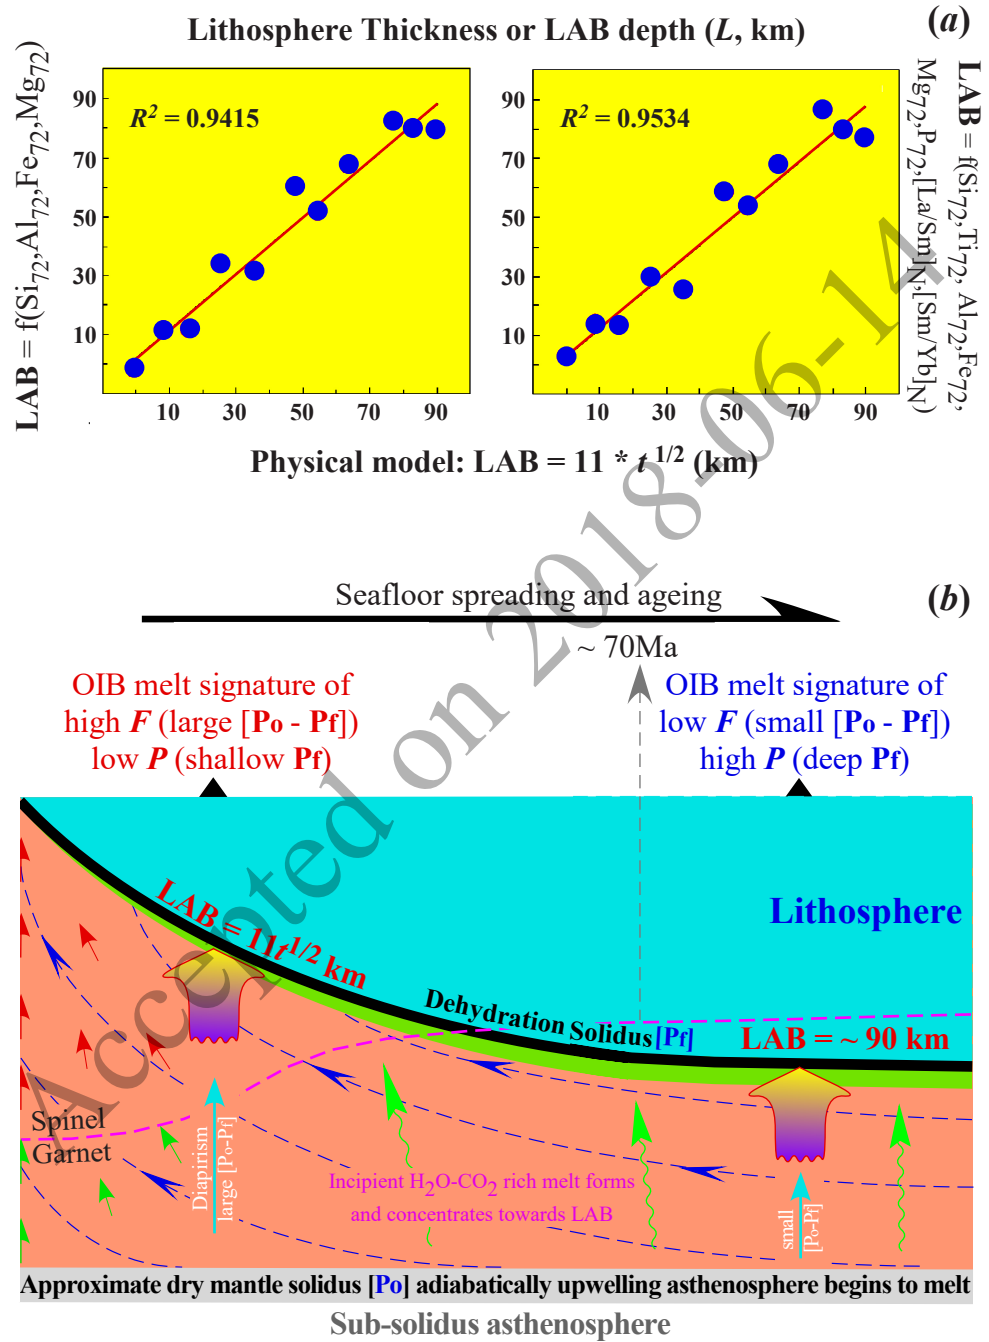 Lithosphere Thickness or LAB depth (L, km)
(a)
LAB = f(Si72,Al72,Fe72,Mg72)
R² = 0.9415
90
70
50
30
10
10 30 50 70 90
R² = 0.9534
90
70
50
30
10
10 30 50 70 90
LAB = f(Si72,Ti72, Al72,Fe72,
Mg72,P72,[La/Sm]N,[Sm/Yb]N)
Physical model: LAB = 11 * t 1/2 (km)
Accepted on 2018-06-14
(b)
Seafloor spreading and ageing
~ 70Ma
OIB melt signature of
high F (large [Po - Pf])
low P (shallow Pf)
OIB melt signature of
low F (small [Po - Pf])
high P (deep Pf)
LAB = 11t1/2 km
Lithosphere
Dehydration Solidus [Pf]
LAB = ~ 90 km
Spinel
Garnet
Diapirism
large [Po-Pf]
Incipient H2O-CO2 rich melt forms
and concentrates towards LAB
small
[Po-Pf]
Approximate dry mantle solidus [Po] adiabatically upwelling asthenosphere begins to melt
Sub-solidus asthenosphere